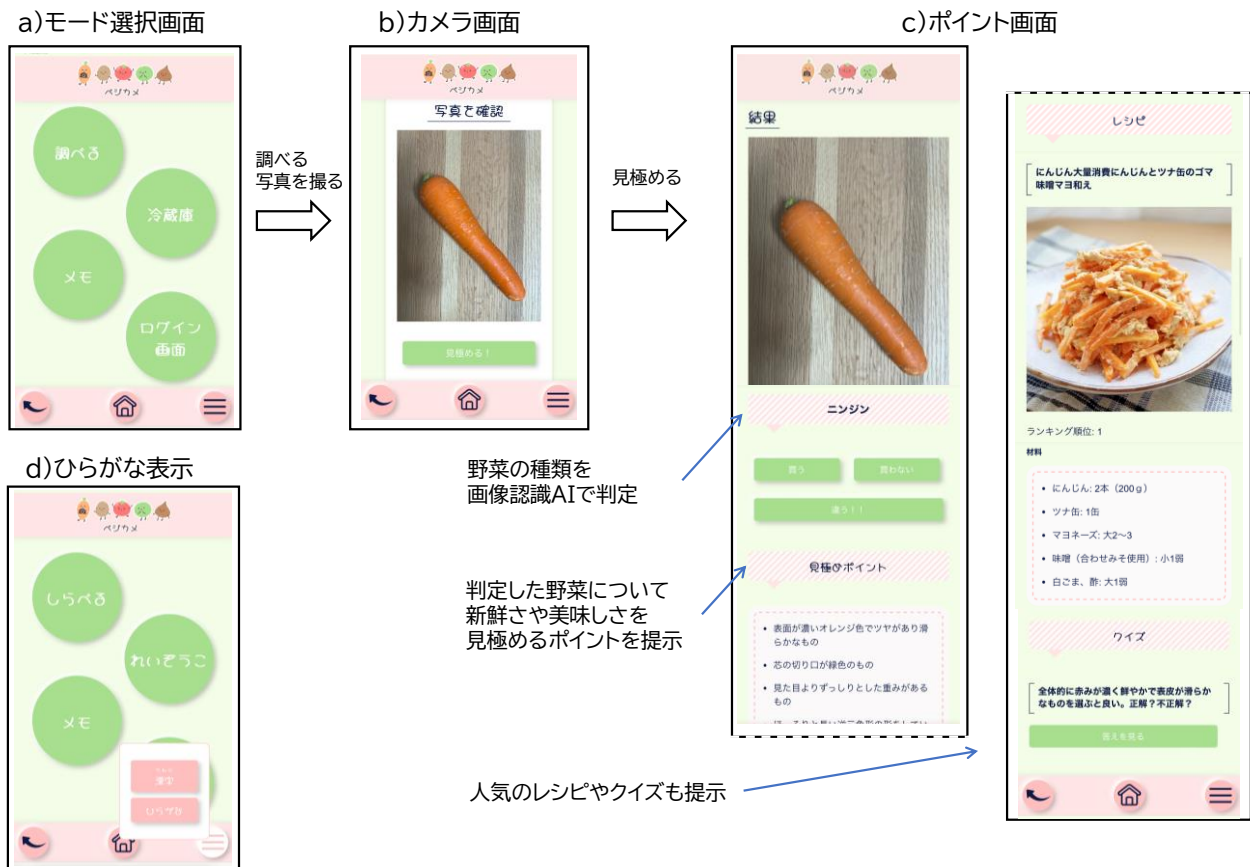 a)モード選択画面
ベジカメ
調べる
冷蔵庫
メモ
ログイン
画面
調べる
写真を撮る
b)カメラ画面
ベジカメ
写真を確認
見極める!
見極める
c)ポイント画面
ベジカメ
結果
ニンジン
買う
買わない
違う!!
見極めポイント
• 表面が濃いオレンジ色でツヤがあり滑
らかなもの
• 芯の切り口が緑色のもの
• 見た目よりずっしりとした重みがある
もの
レシピ
にんじん大量消費にんじんとツナ缶のゴマ
味噌マヨ和え
ランキング順位: 1
材料
• にんじん: 2本(200g)
• ツナ缶: 1缶
• マヨネーズ: 大2〜3
• 味噌(合わせみそ使用): 小1弱
• 白ごま、酢: 大1弱
クイズ
全体的に赤みが濃く鮮やかで表皮が滑らか
なものを選ぶと良い。正解?不正解?
答えを見る
野菜の種類を
画像認識AIで判定
判定した野菜について
新鮮さや美味しさを
見極めるポイントを提示
人気のレシピやクイズも提示
d)ひらがな表示
ベジカメ
しらべる
れいぞうこ
メモ
漢字
ひらがな